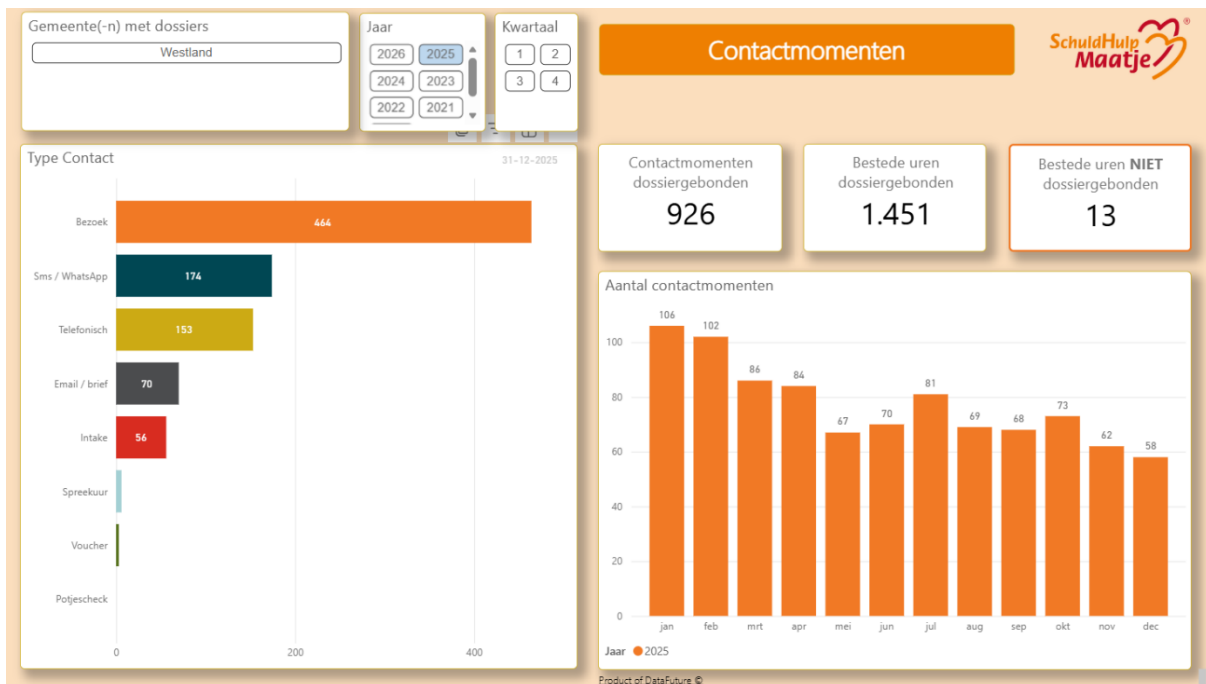 Gemeente(-n) met dossiers
Westland
Jaar
2026 2025
2024 2023
2022 2021
Kwartaal
1 2
3 4
Contactmomenten
SchuldHulp
Maatje®
Type Contact
31-12-2025
Bezoek
464
Sms / WhatsApp
174
Telefonisch
153
Email / brief
70
Intake
56
Spreekuur
Voucher
Potjescheck
0 200 400
Contactmomenten
dossiergebonden
926
Bestede uren
dossiergebonden
1.451
Bestede uren NIET
dossiergebonden
13
Aantal contactmomenten
106 102 86 84 67 70 81 69 68 73 62 58
100
80
60
40
20
0
jan feb mrt apr mei jun jul aug sep okt nov dec
Jaar 2025
Product of DataFuture ©